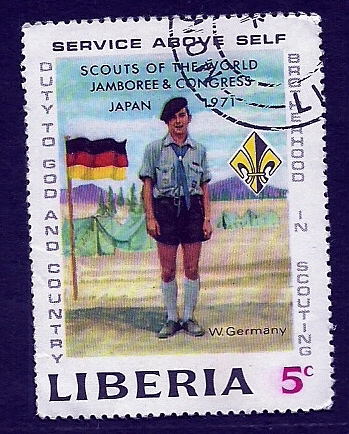 SERVICE ABOVE SELF
SCOUTS OF THE WORLD
JAMBOREE & CONGRESS
JAPAN 1971
DUTY TO GOD AND COUNTRY
BROTHERHOOD IN SCOUTING
W. Germany
LIBERIA 5c